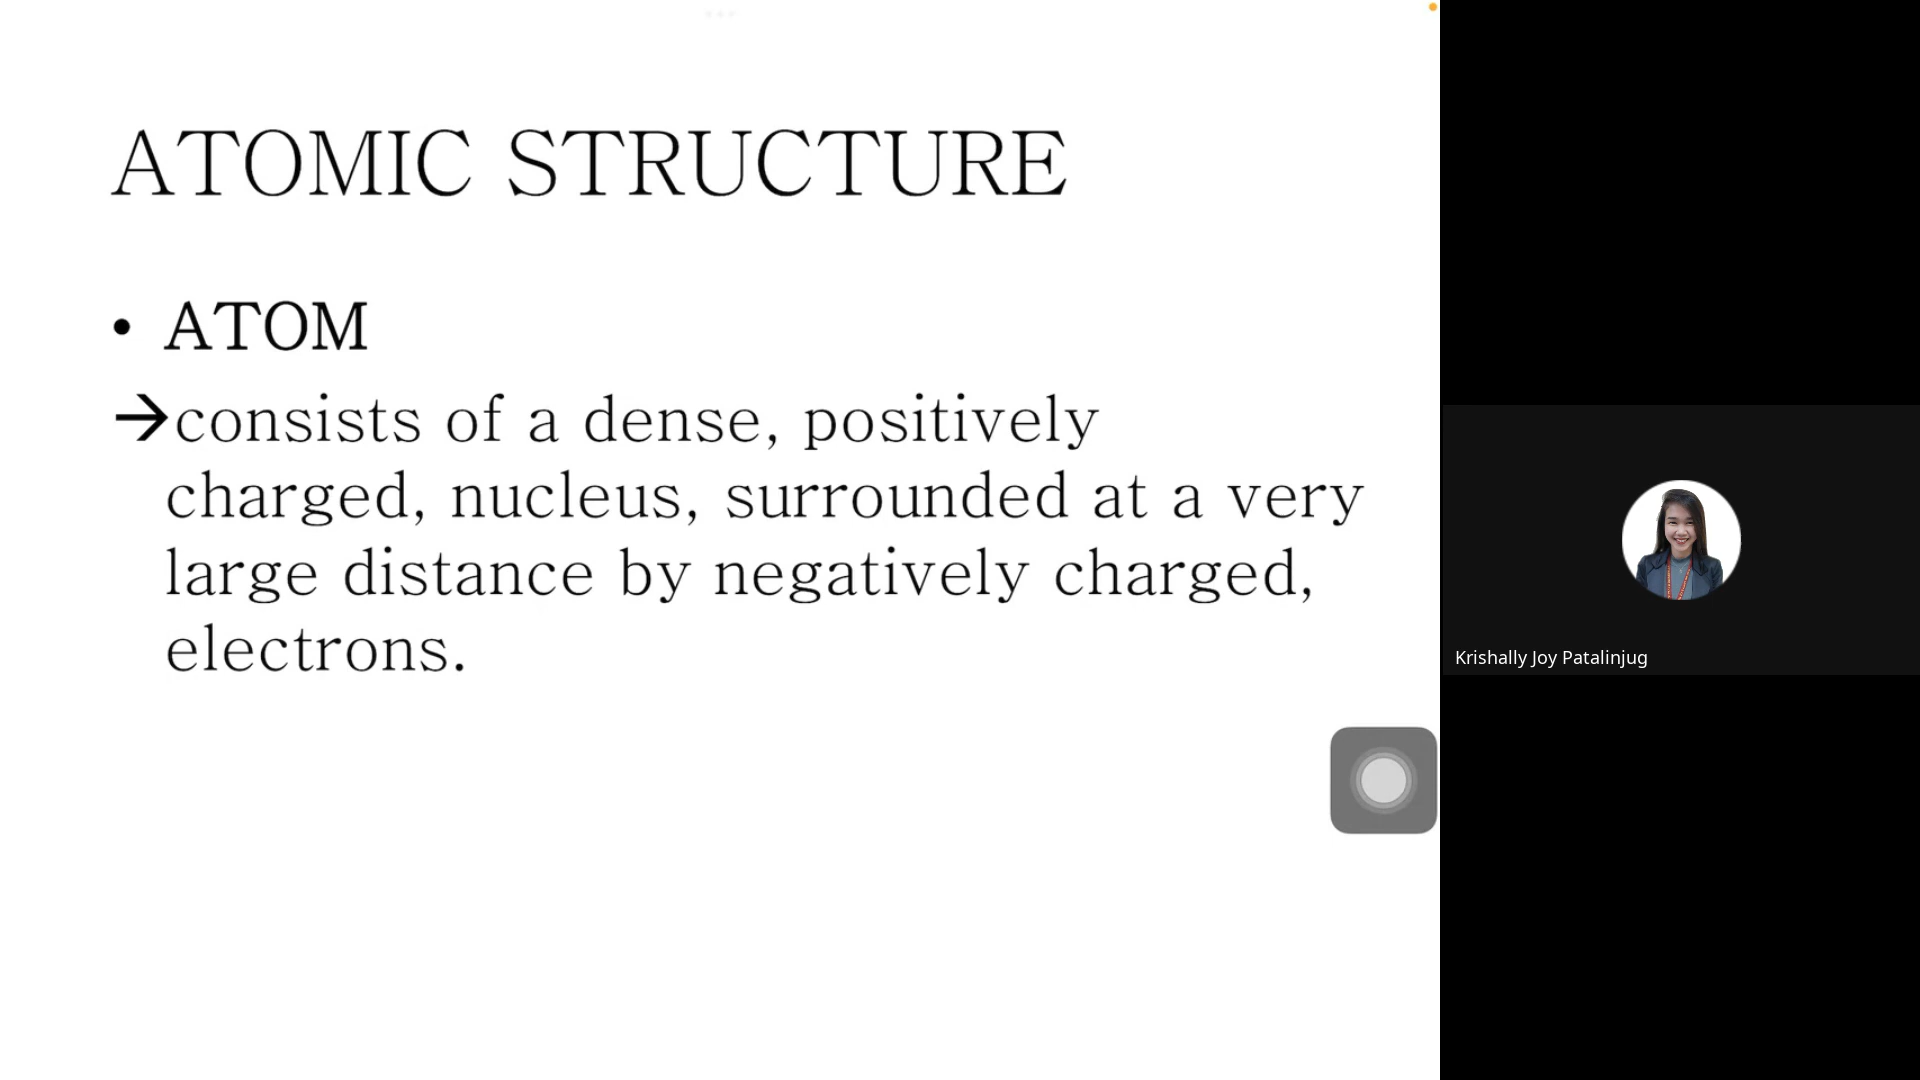 ATOMIC STRUCTURE
• ATOM
→consists of a dense, positively
charged, nucleus, surrounded at a very
large distance by negatively charged,
electrons.
Krishally Joy Patalinjug